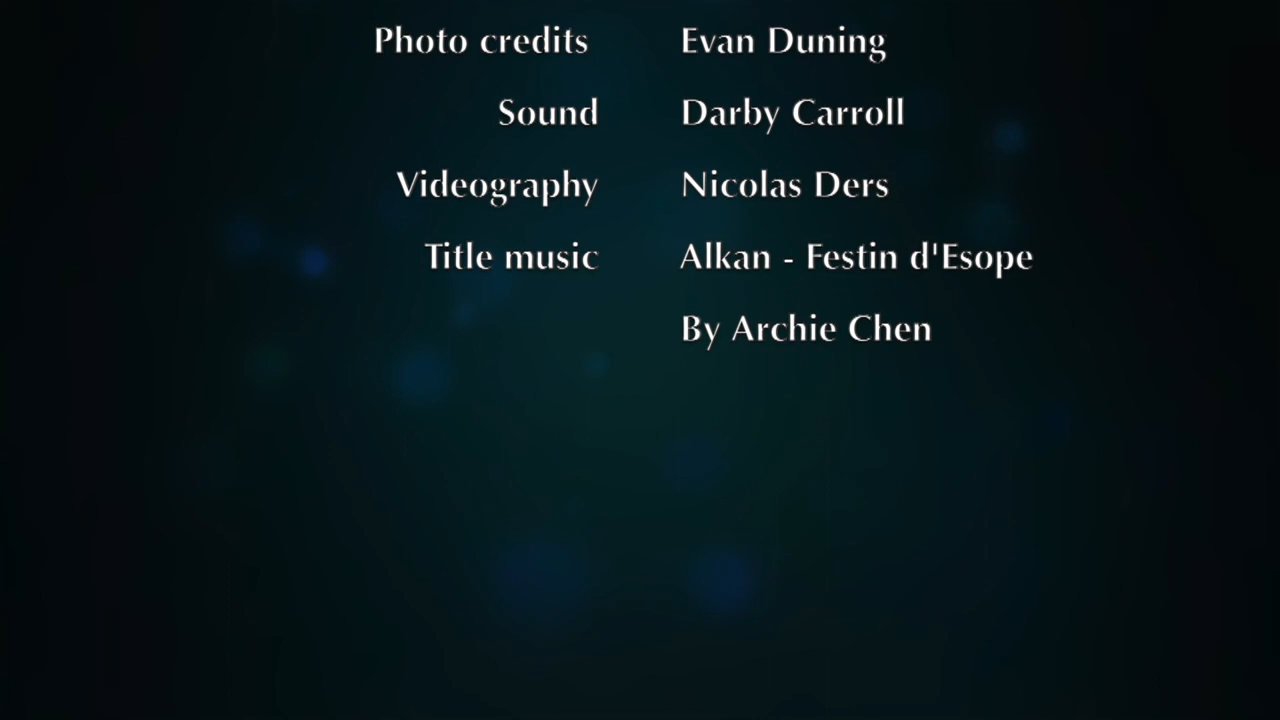 Photo credits Evan Duning
Sound Darby Carroll
Videography Nicolas Ders
Title music Alkan - Festin d'Esope
By Archie Chen